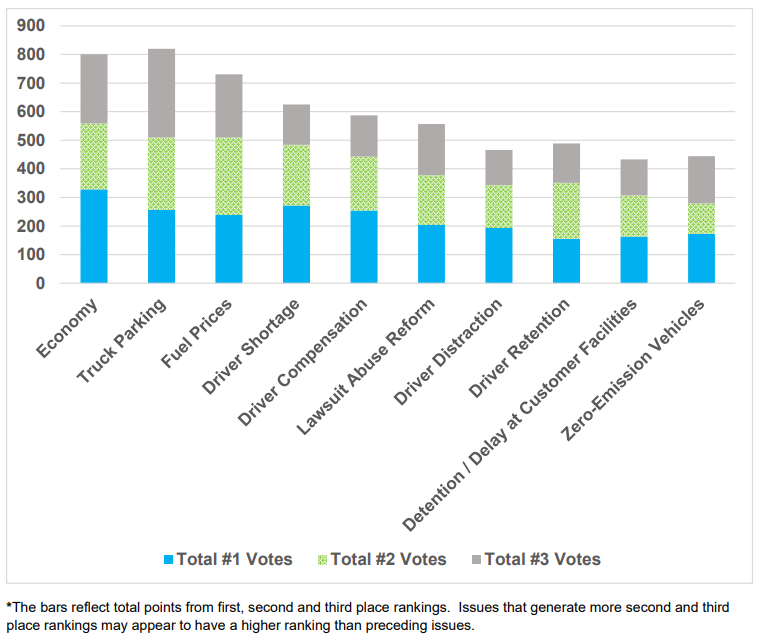 900
800
700
600
500
400
300
200
100
0
Economy
Truck Parking
Fuel Prices
Driver Shortage
Driver Compensation
Lawsuit Abuse Reform
Driver Distraction
Driver Retention
Detention / Delay at Customer Facilities
Zero-Emission Vehicles
Total #1 Votes Total #2 Votes Total #3 Votes
*The bars reflect total points from first, second and third place rankings. Issues that generate more second and third
place rankings may appear to have a higher ranking than preceding issues.